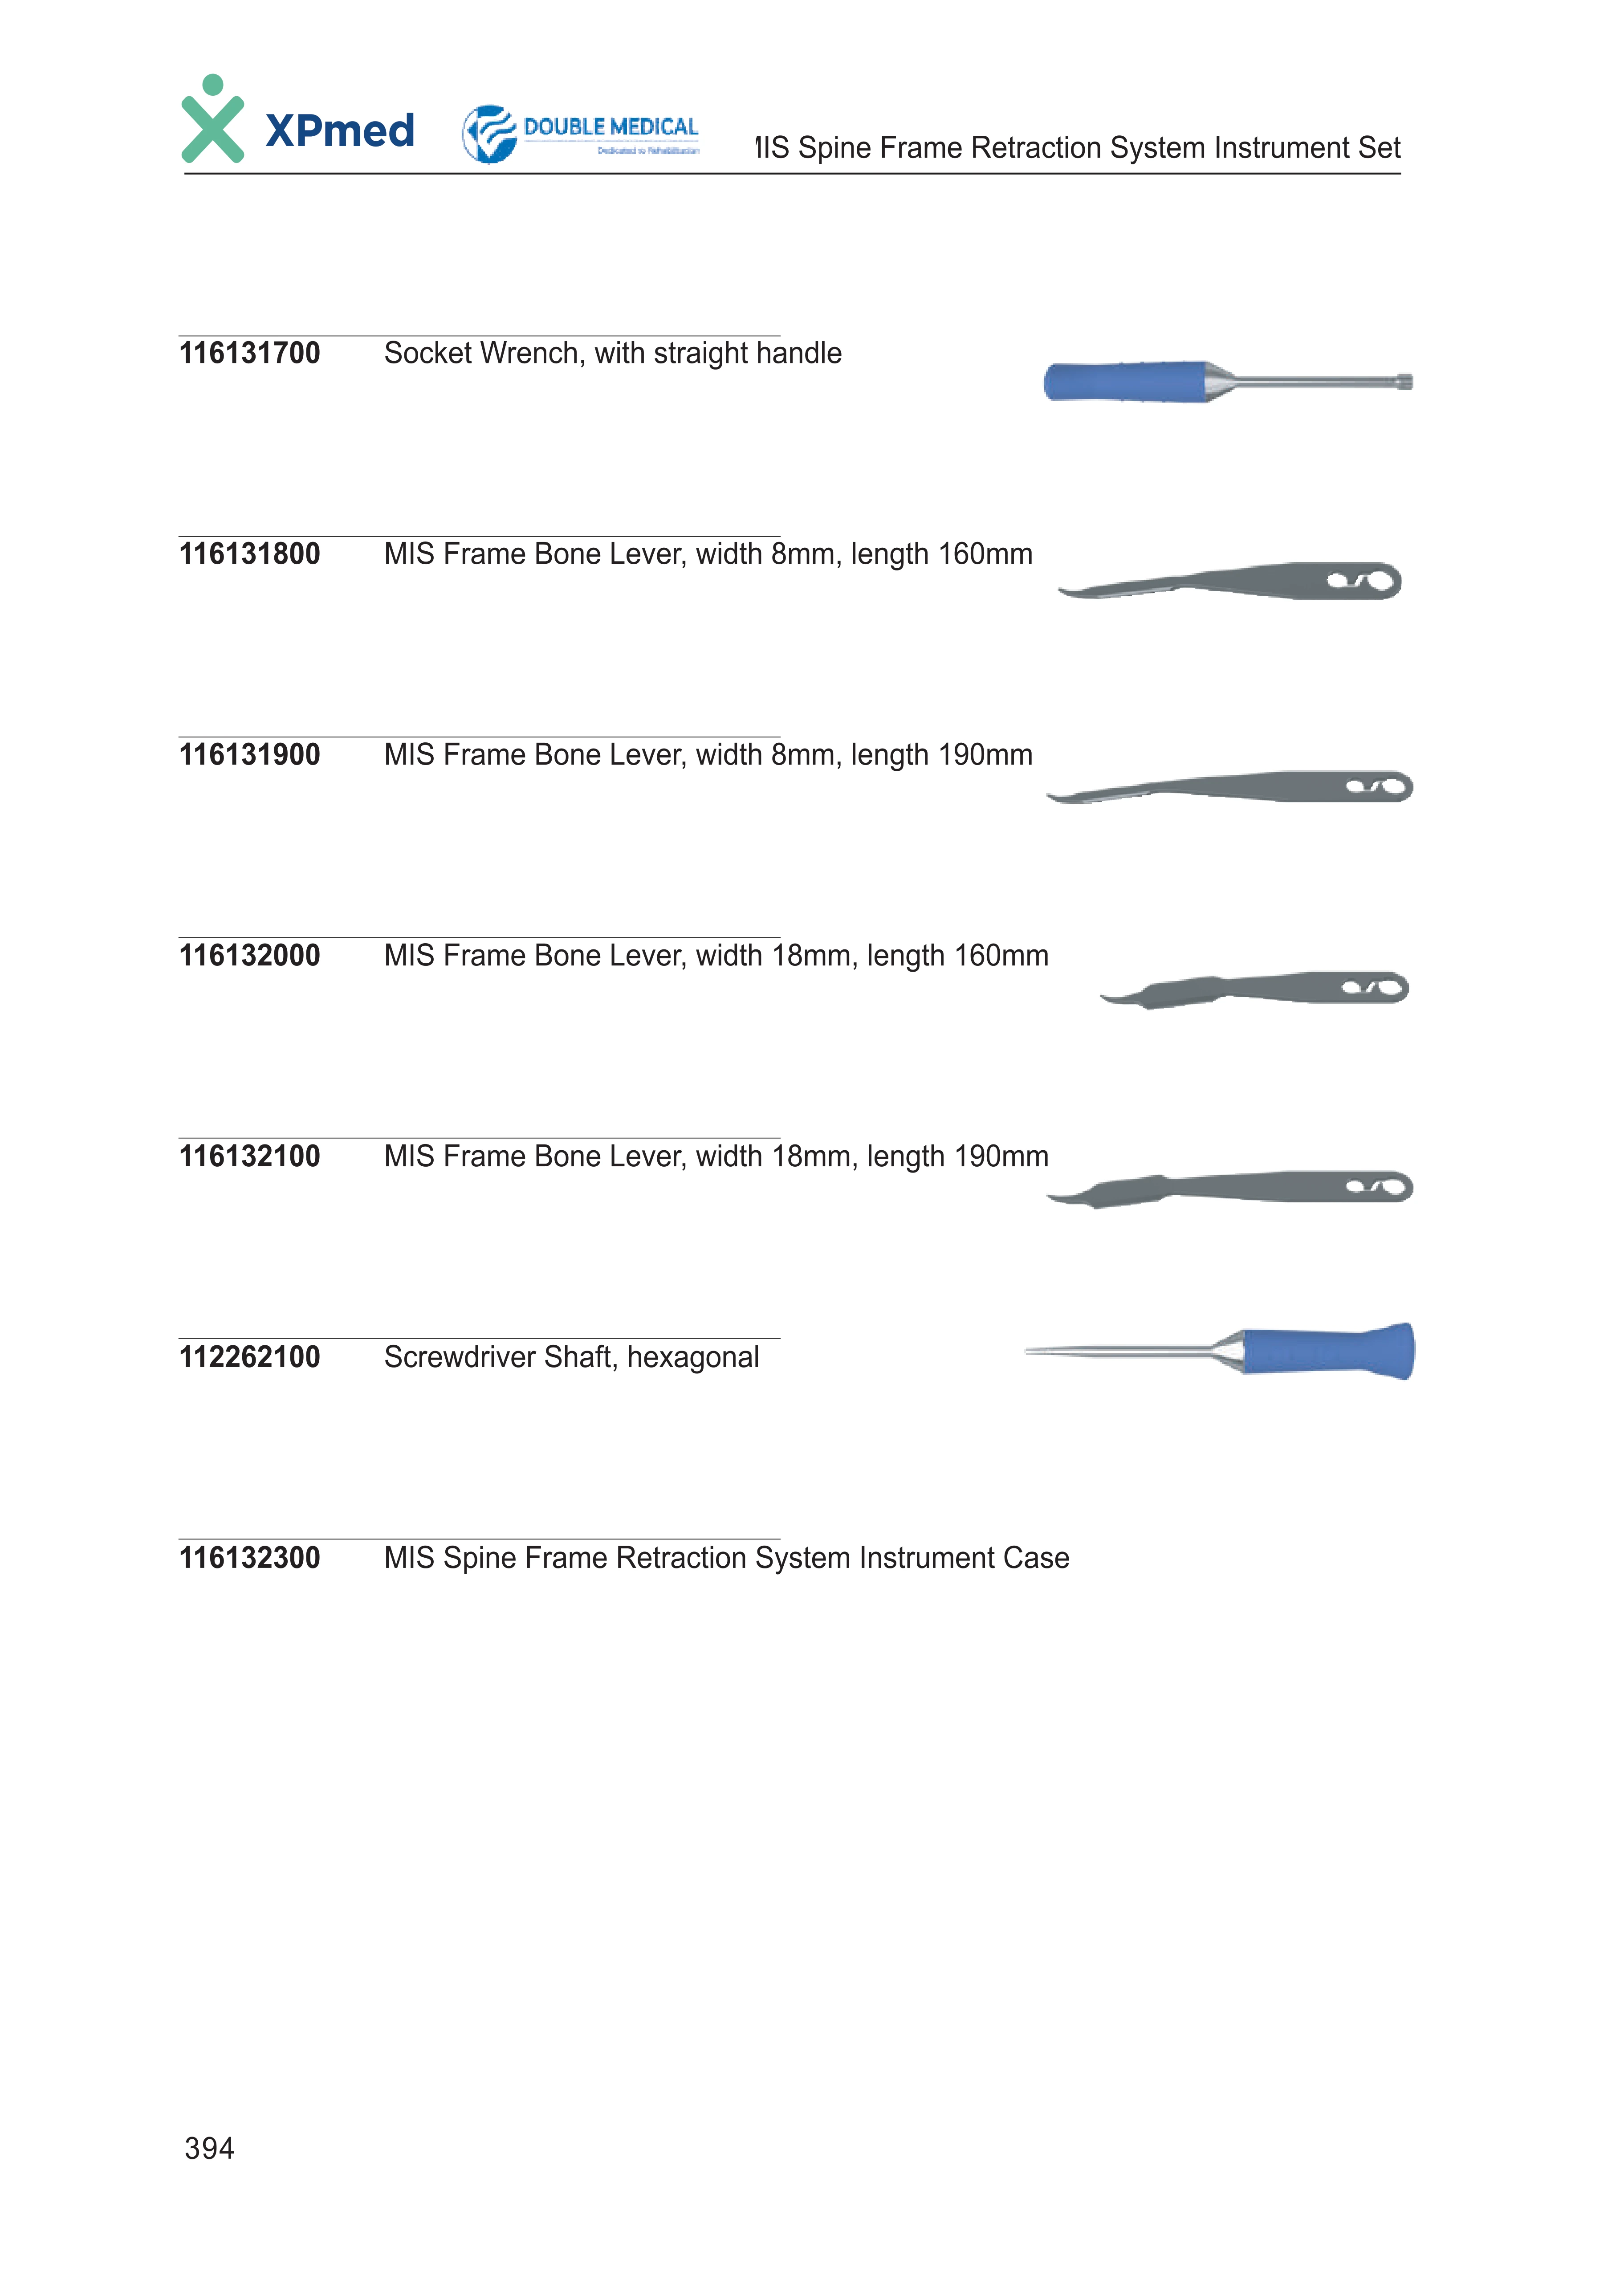 XPmed
DOUBLE MEDICAL
Dedicated to Rehabilitation
IIS Spine Frame Retraction System Instrument Set
116131700 Socket Wrench, with straight handle
116131800 MIS Frame Bone Lever, width 8mm, length 160mm
116131900 MIS Frame Bone Lever, width 8mm, length 190mm
116132000 MIS Frame Bone Lever, width 18mm, length 160mm
116132100 MIS Frame Bone Lever, width 18mm, length 190mm
112262100 Screwdriver Shaft, hexagonal
116132300 MIS Spine Frame Retraction System Instrument Case
394